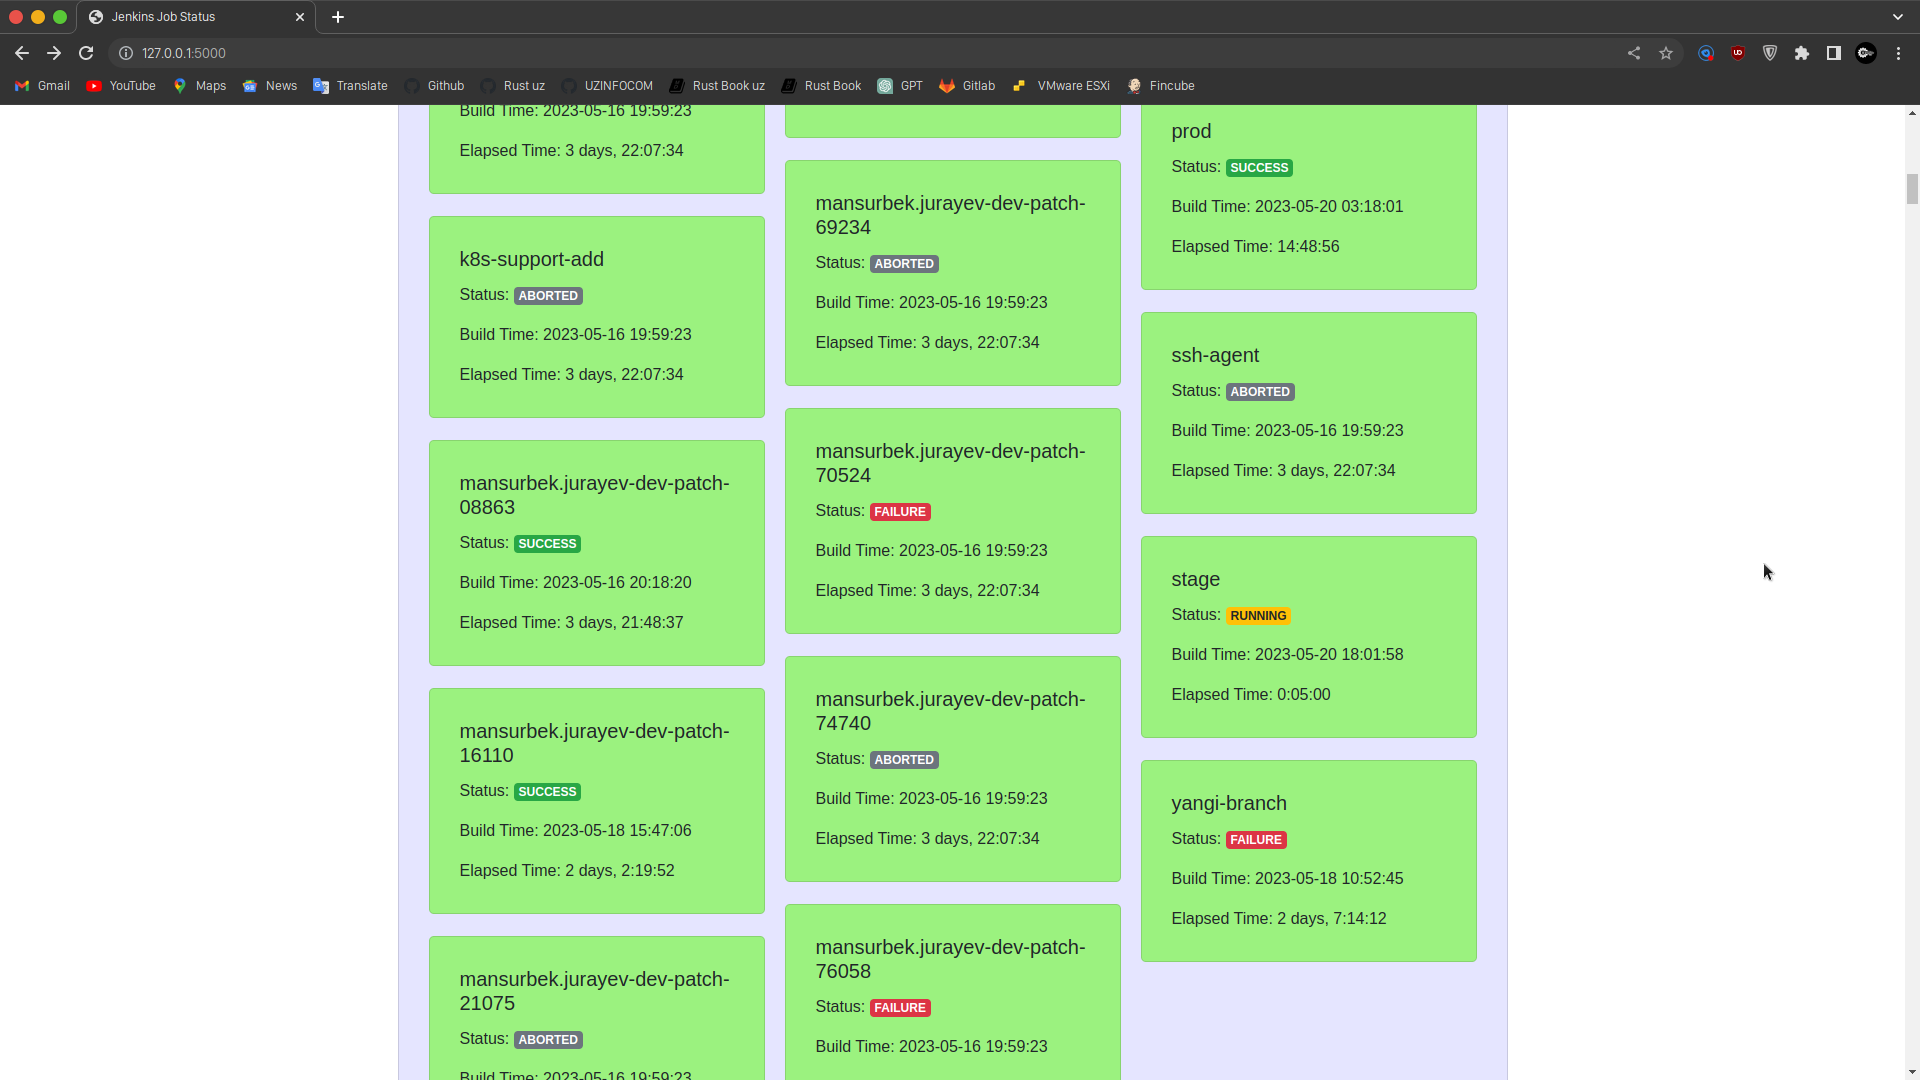 Jenkins Job Status
127.0.0.1:5000
Gmail
YouTube
Maps
News
Translate
Github
Rust uz
UZINFOCOM
Rust Book uz
Rust Book
GPT
Gitlab
VMware ESXi
Fincube
Build Time: 2023-05-16 19:59:23
Elapsed Time: 3 days, 22:07:34
k8s-support-add
Status: ABORTED
Build Time: 2023-05-16 19:59:23
Elapsed Time: 3 days, 22:07:34
mansurbek.jurayev-dev-patch-
08863
Status: SUCCESS
Build Time: 2023-05-16 20:18:20
Elapsed Time: 3 days, 21:48:37
mansurbek.jurayev-dev-patch-
16110
Status: SUCCESS
Build Time: 2023-05-18 15:47:06
Elapsed Time: 2 days, 2:19:52
mansurbek.jurayev-dev-patch-
21075
Status: ABORTED
Build Time: 2023-05-16 19:59:23
mansurbek.jurayev-dev-patch-
69234
Status: ABORTED
Build Time: 2023-05-16 19:59:23
Elapsed Time: 3 days, 22:07:34
mansurbek.jurayev-dev-patch-
70524
Status: FAILURE
Build Time: 2023-05-16 19:59:23
Elapsed Time: 3 days, 22:07:34
mansurbek.jurayev-dev-patch-
74740
Status: ABORTED
Build Time: 2023-05-16 19:59:23
Elapsed Time: 3 days, 22:07:34
mansurbek.jurayev-dev-patch-
76058
Status: FAILURE
Build Time: 2023-05-16 19:59:23
prod
Status: SUCCESS
Build Time: 2023-05-20 03:18:01
Elapsed Time: 14:48:56
ssh-agent
Status: ABORTED
Build Time: 2023-05-16 19:59:23
Elapsed Time: 3 days, 22:07:34
stage
Status: RUNNING
Build Time: 2023-05-20 18:01:58
Elapsed Time: 0:05:00
yangi-branch
Status: FAILURE
Build Time: 2023-05-18 10:52:45
Elapsed Time: 2 days, 7:14:12